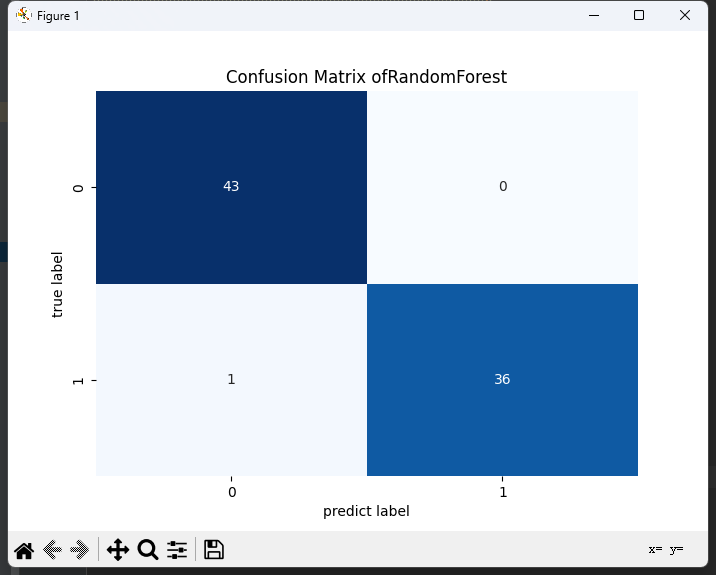 Figure 1
Confusion Matrix ofRandomForest
0
43
0
true label
1
1
36
0
1
predict label
x= y=